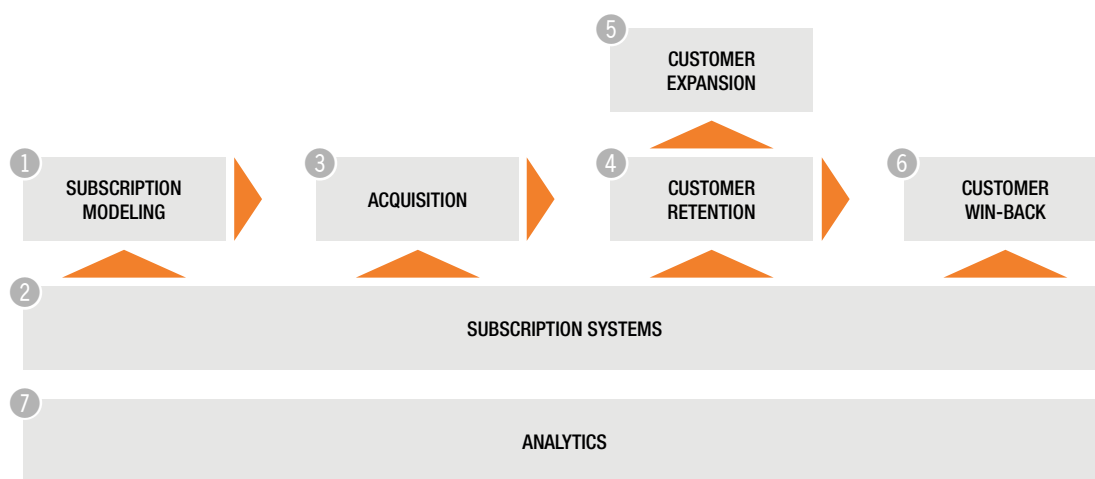 5
CUSTOMER
EXPANSION
1
SUBSCRIPTION
MODELING
3
ACQUISITION
4
CUSTOMER
RETENTION
6
CUSTOMER
WIN-BACK
2
SUBSCRIPTION SYSTEMS
7
ANALYTICS